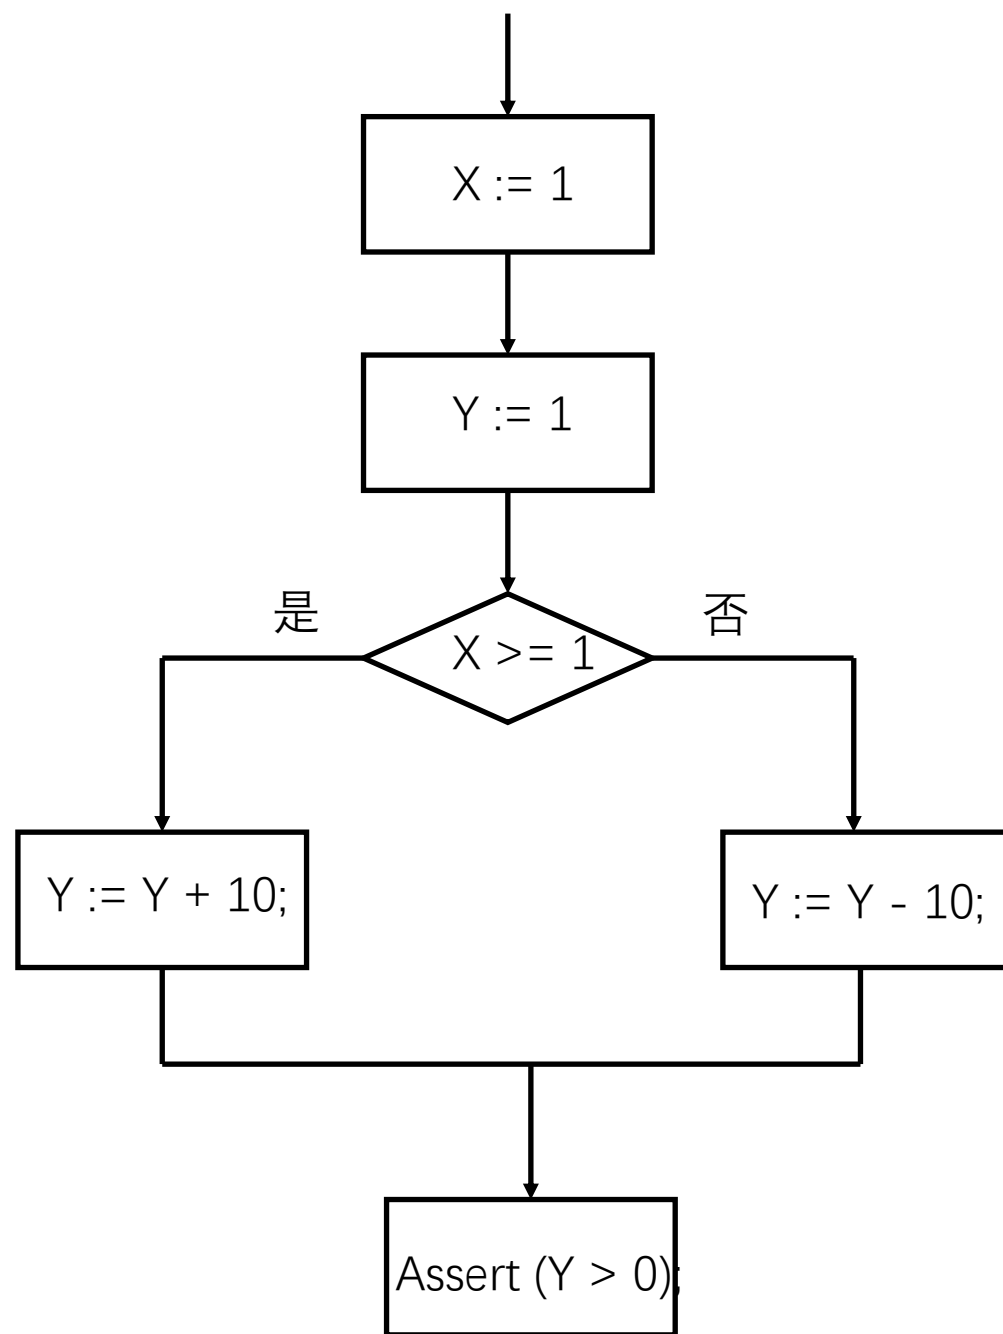 X := 1
Y := 1
是
否
X >= 1
Y := Y + 10;
Y := Y - 10;
Assert (Y > 0);